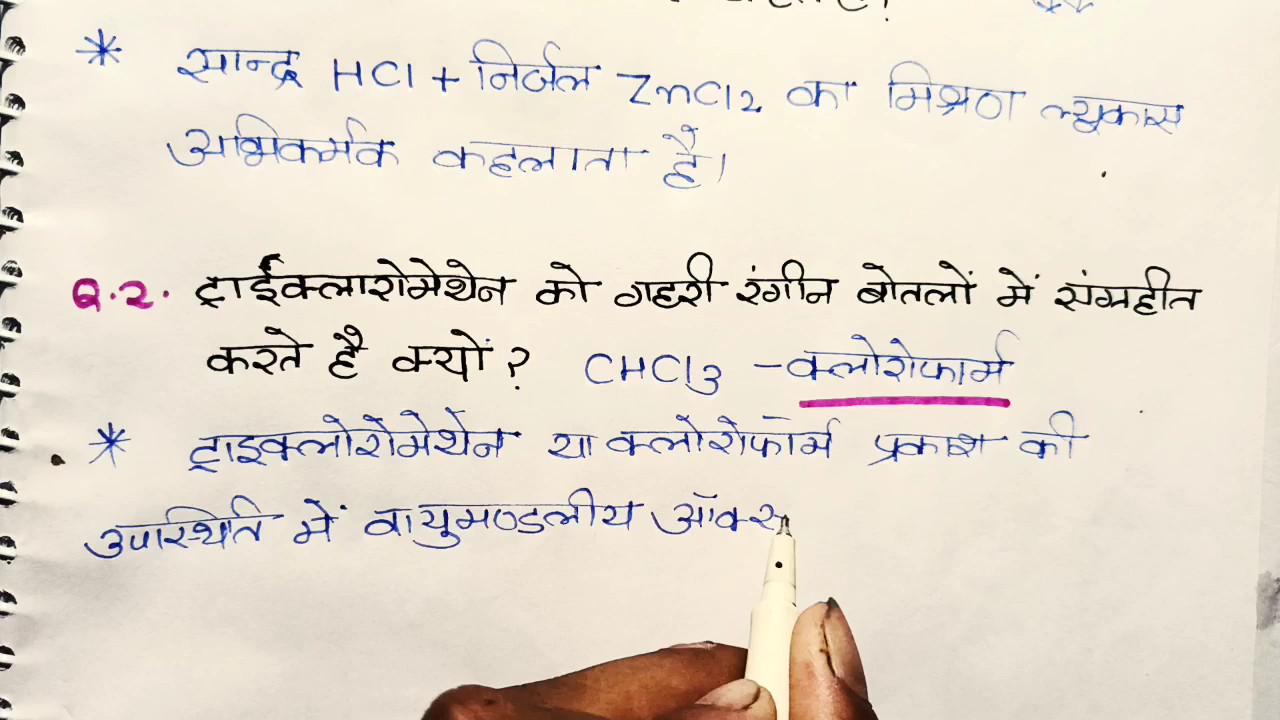 * सान्द्र HCl + निर्जल ZnCl2 का मिश्रण ल्यूकास
अभिकर्मक कहलाता है।
Q.2. ट्राईक्लारोमेथेन को गहरी रंगीन बोतलों में संग्रहीत
करते है क्यों? CHCl3 - क्लोरोफार्म
* ट्राइक्लोरोमेथेन या क्लोरोफॉर्म प्रकाश की
उपस्थिति में वायुमण्डलीय ऑक्स